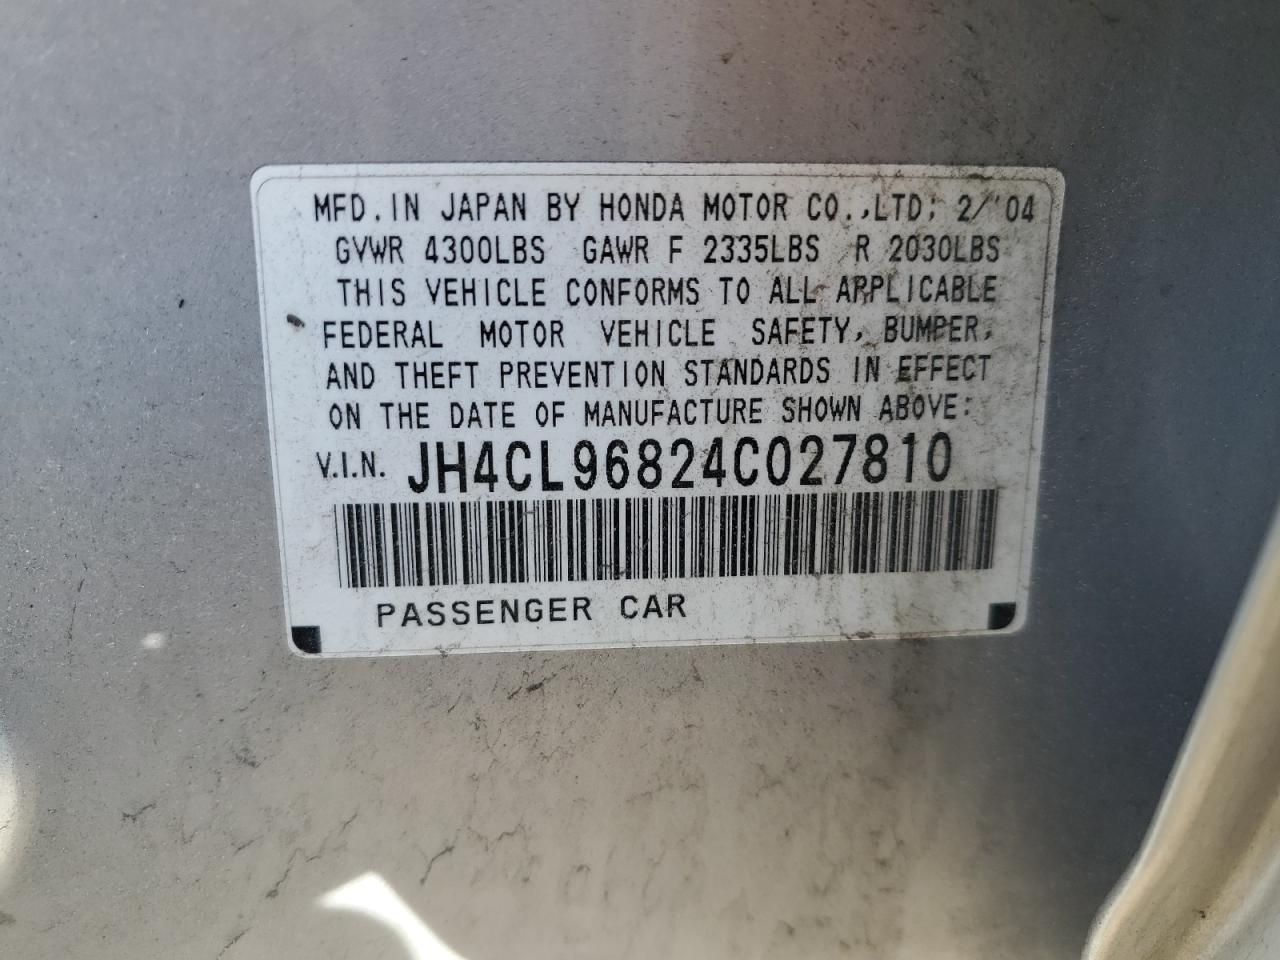 MFD. IN JAPAN BY HONDA MOTOR CO., LTD; 2/'04
GVWR 4300LBS GAWR F 2335LBS R 2030LBS
THIS VEHICLE CONFORMS TO ALL APPLICABLE
FEDERAL MOTOR VEHICLE SAFETY, BUMPER,
AND THEFT PREVENTION STANDARDS IN EFFECT
ON THE DATE OF MANUFACTURE SHOWN ABOVE:
V.I.N. JH4CL96824C027810
PASSENGER CAR